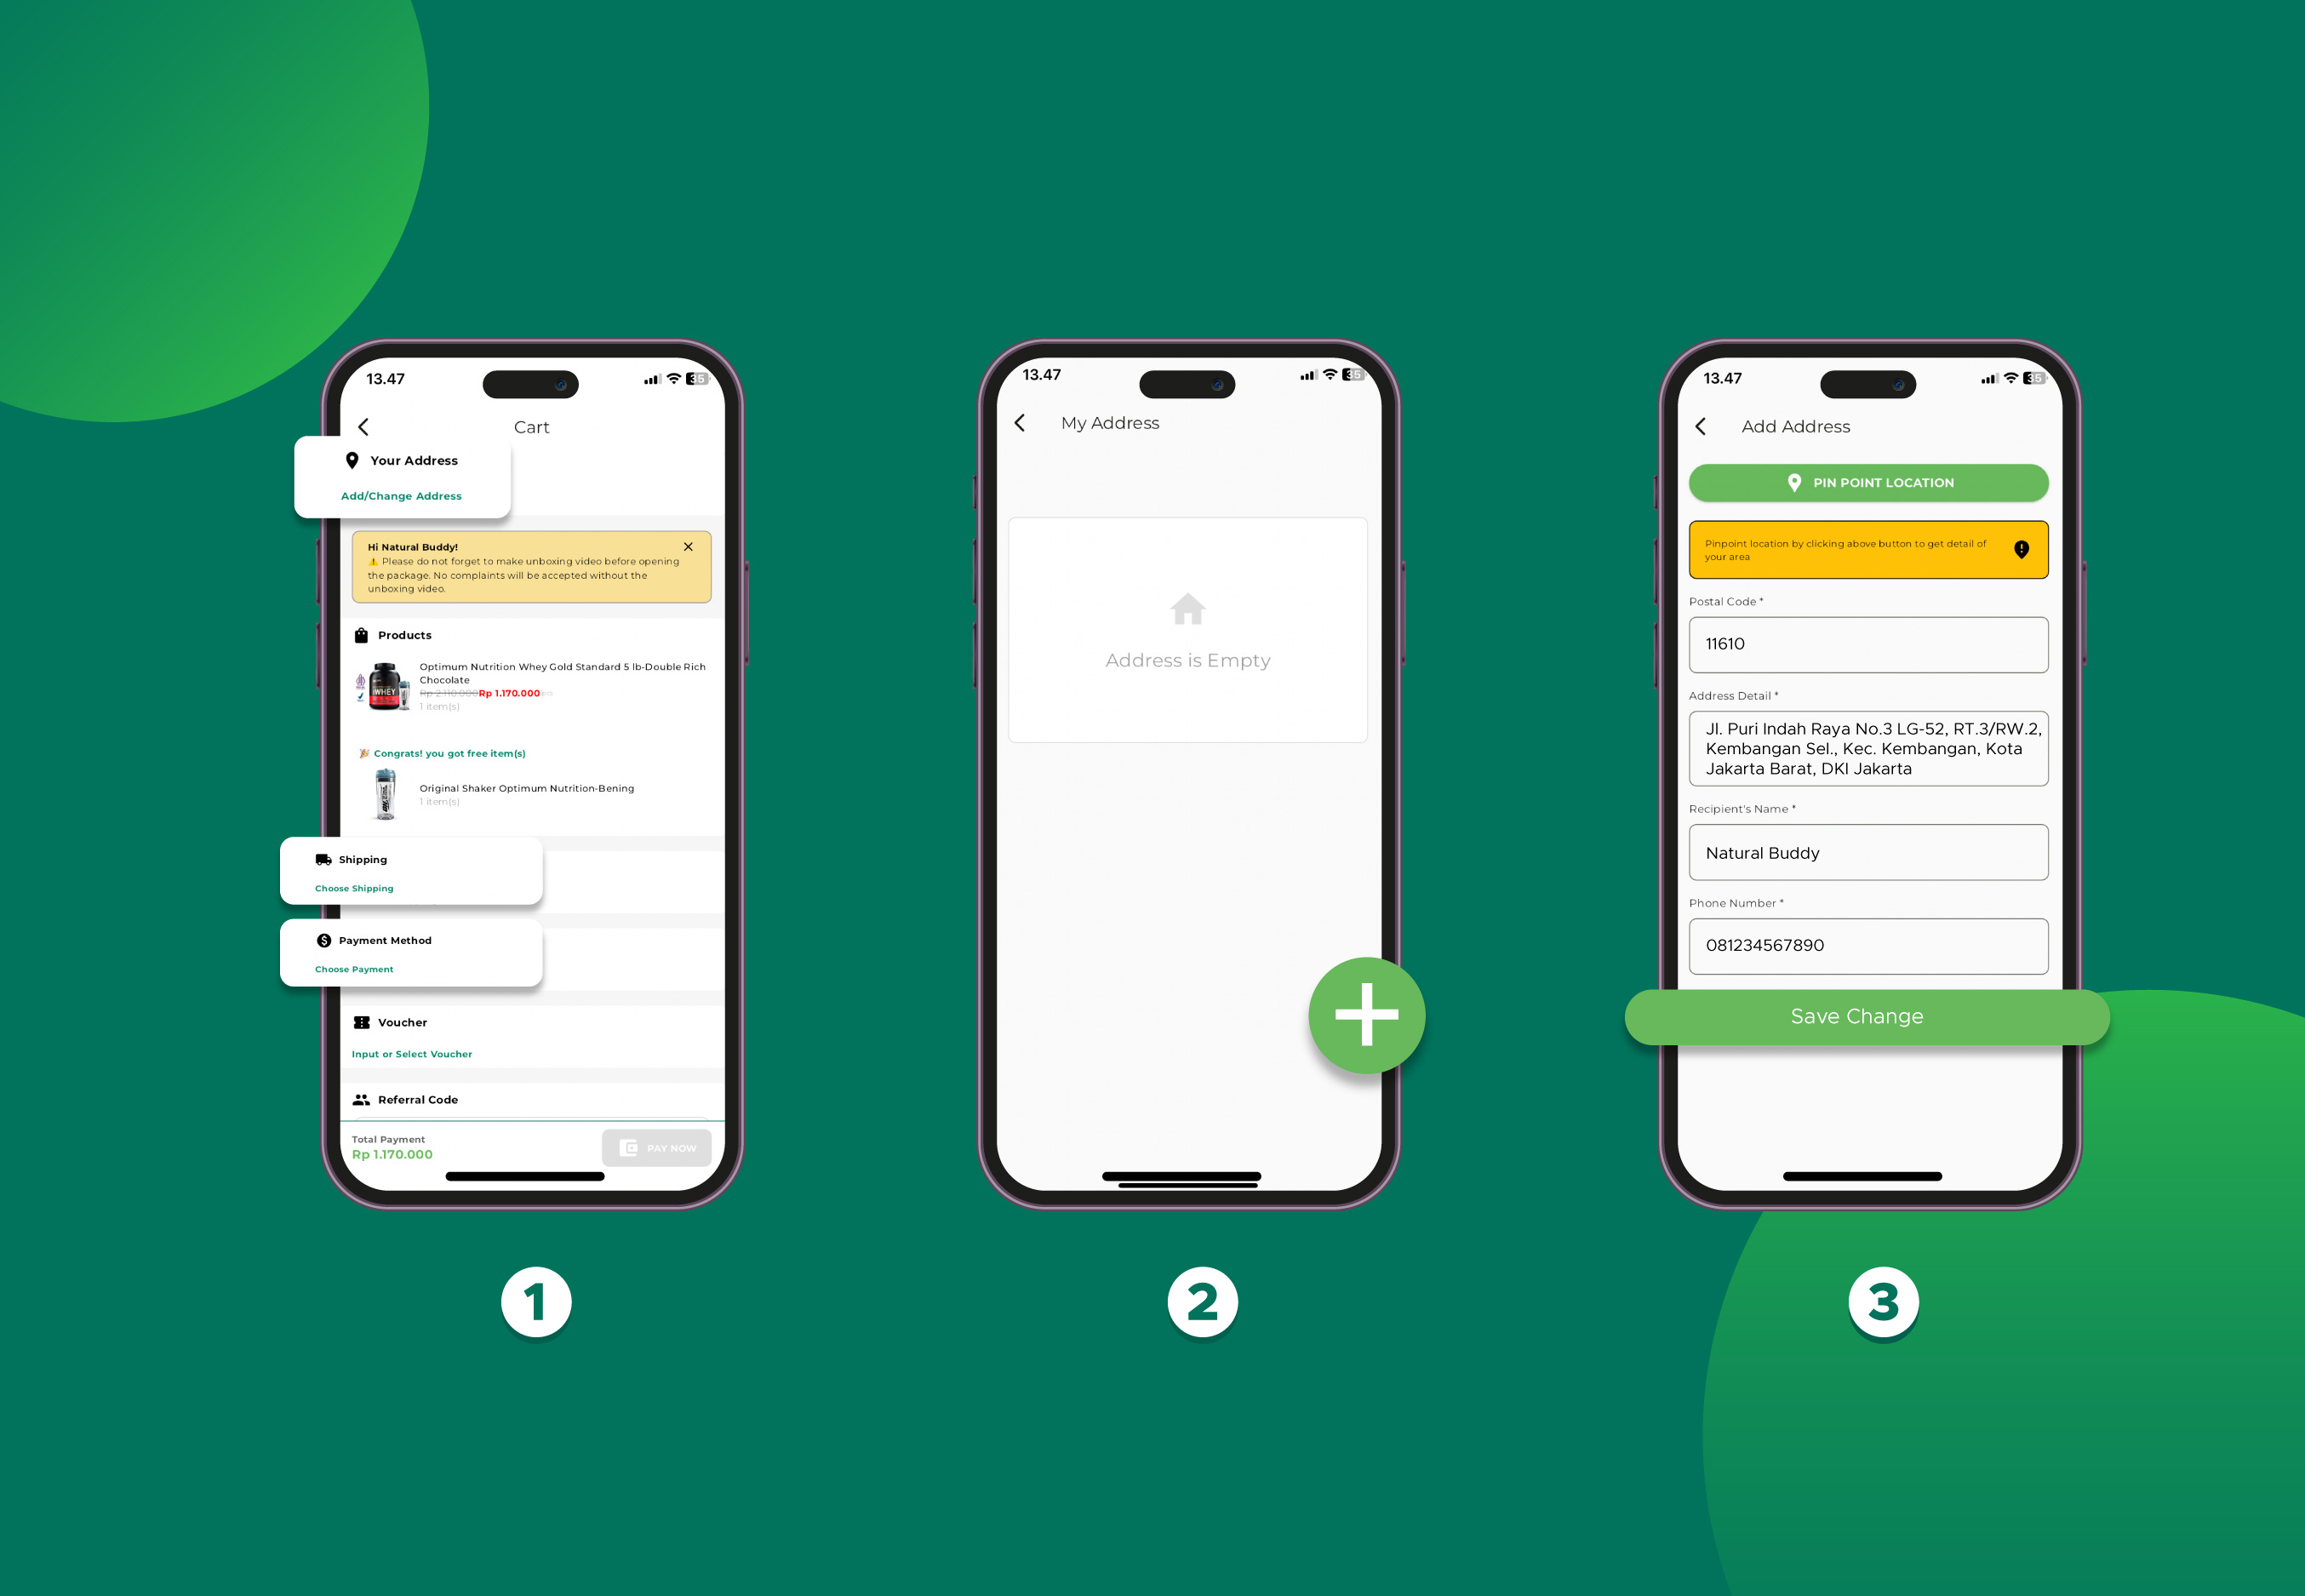 13.47
35
Cart
Your Address
Add/Change Address
Hi Natural Buddy!
⚠️ Please do not forget to make unboxing video before opening
the package. No complaints will be accepted without the
unboxing video.
Products
Optimum Nutrition Whey Gold Standard 5 lb-Double Rich
Chocolate
Rp 2.110.000Rp 1.170.000
1 item(s)
WHEY
Congrats! you got free item(s)
Original Shaker Optimum Nutrition-Bening
1 item(s)
Shipping
Choose Shipping
Payment Method
Choose Payment
Voucher
Input or Select Voucher
Referral Code
Total Payment
Rp 1.170.000
PAY NOW
1
13.47
35
My Address
Address is Empty
2
13.47
35
Add Address
PIN POINT LOCATION
Pinpoint location by clicking above button to get detail of
your area
Postal Code *
11610
Address Detail *
Jl. Puri Indah Raya No.3 LG-52, RT.3/RW.2,
Kembangan Sel., Kec. Kembangan, Kota
Jakarta Barat, DKI Jakarta
Recipient's Name *
Natural Buddy
Phone Number *
081234567890
Save Change
3